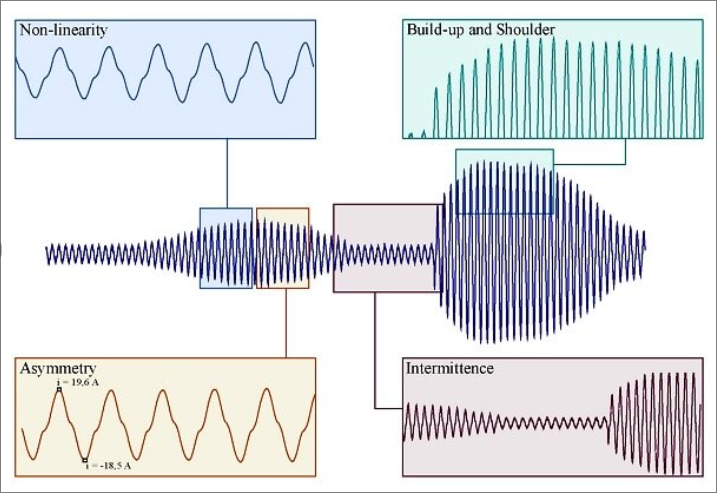 Non-linearity
Build-up and Shoulder
Asymmetry
i = 19,6 A
i = -18,5 A
Intermittence